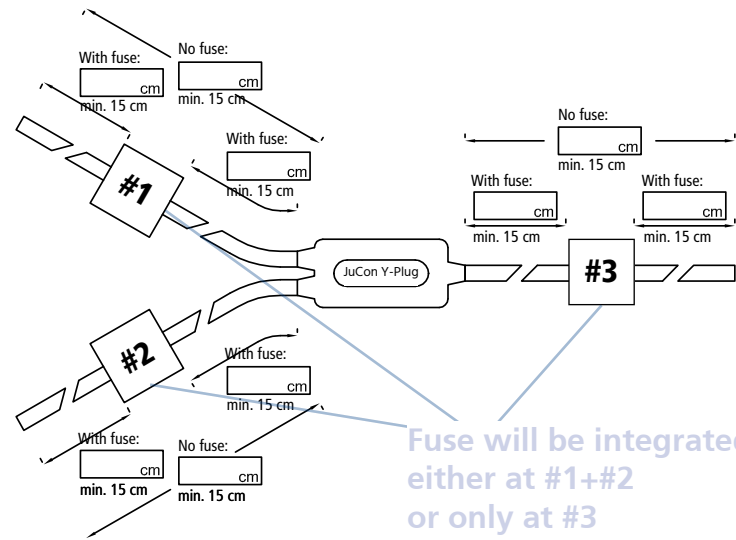 No fuse:
With fuse:
cm
cm
min. 15 cm
min. 15 cm
With fuse:
cm
min. 15 cm
#1
No fuse:
cm
min. 15 cm
With fuse:
With fuse:
cm
cm
min. 15 cm
min. 15 cm
JuCon Y-Plug
#3
#2
With fuse:
cm
min. 15 cm
With fuse:
No fuse:
cm
cm
min. 15 cm
min. 15 cm
Fuse will be integrated
either at #1+#2
or only at #3